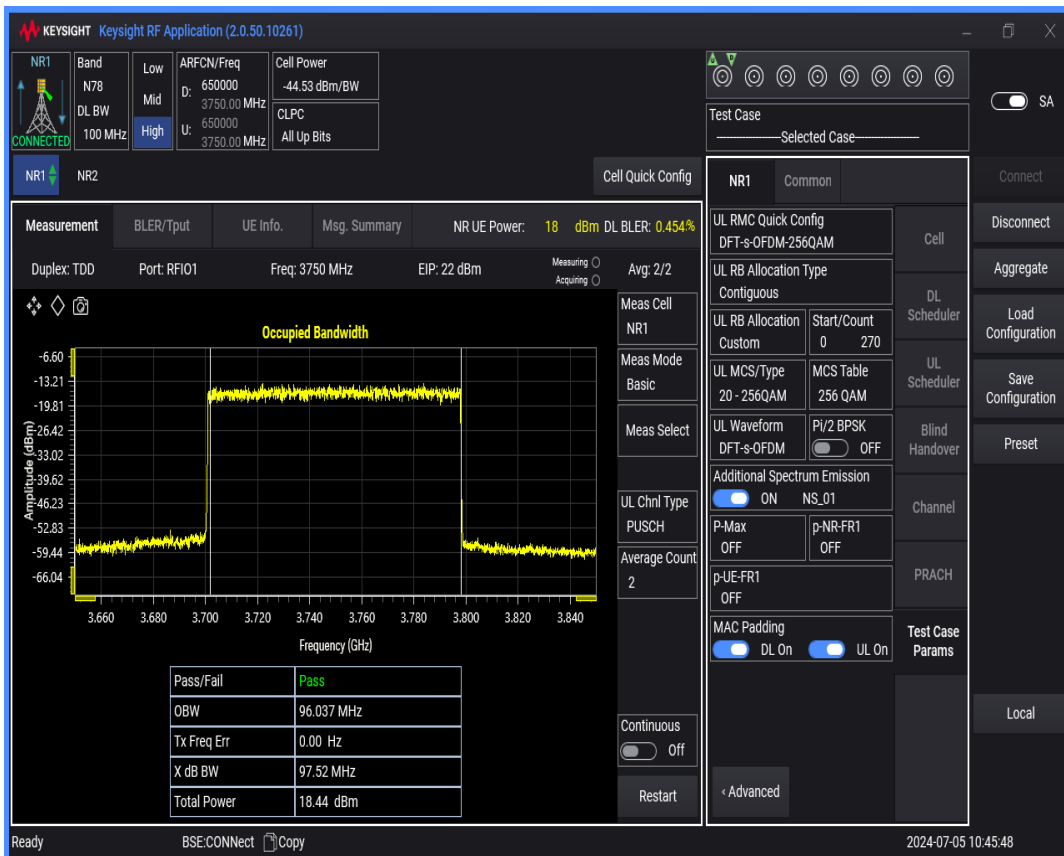 KEYSIGHT Keysight RF Application (2.0.50.10261)
NR1
CONNECTED
Band
N78
DL BW
100 MHz
Low
Mid
High
ARFCN/Freq
D: 650000
3750.00 MHz
U: 650000
3750.00 MHz
Cell Power
-44.53 dBm/BW
CLPC
All Up Bits
Test Case
--------------------Selected Case--------------------
SA
NR1 NR2
Cell Quick Config
Measurement BLER/Tput UE Info. Msg. Summary NR UE Power: 18 dBm DL BLER: 0.454%
Duplex: TDD Port: RFIO1 Freq: 3750 MHz EIP: 22 dBm Measuring Acquiring Avg: 2/2
Occupied Bandwidth
Amplitude (dBm)
-6.60
-13.21
-19.81
-26.42
-33.02
-39.62
-46.23
-52.83
-59.44
-66.04
3.660 3.680 3.700 3.720 3.740 3.760 3.780 3.800 3.820 3.840
Frequency (GHz)
Pass/Fail Pass
OBW 96.037 MHz
Tx Freq Err 0.00 Hz
X dB BW 97.52 MHz
Total Power 18.44 dBm
Meas Cell
NR1
Meas Mode
Basic
Meas Select
UL Chnl Type
PUSCH
Average Count
2
Continuous
Off
Restart
NR1 Common
UL RMC Quick Config
DFT-s-OFDM-256QAM
UL RB Allocation Type
Contiguous
UL RB Allocation
Custom
Start/Count
0 270
UL MCS/Type
20 - 256QAM
MCS Table
256 QAM
UL Waveform
DFT-s-OFDM
Pi/2 BPSK
OFF
Additional Spectrum Emission
ON NS_01
P-Max
OFF
p-NR-FR1
OFF
p-UE-FR1
OFF
MAC Padding
DL On UL On
‹ Advanced
Cell
DL
Scheduler
UL
Scheduler
Blind
Handover
Channel
PRACH
Test Case
Params
Connect
Disconnect
Aggregate
Load
Configuration
Save
Configuration
Preset
Local
Ready BSE:CONNect Copy 2024-07-05 10:45:48